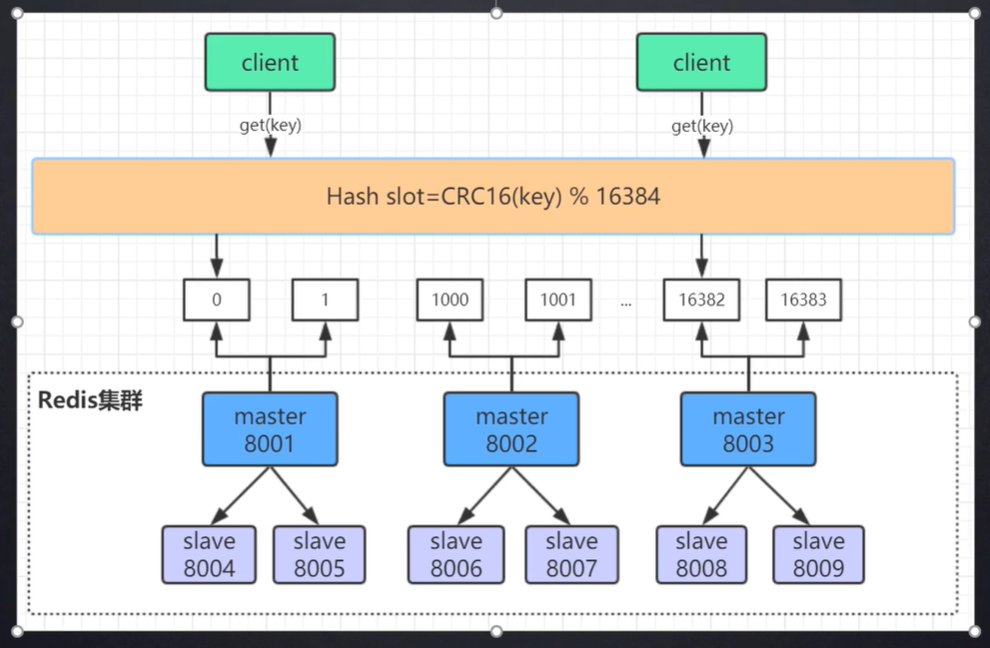 client
client
get(key)
get(key)
Hash slot=CRC16(key) % 16384
0
1
1000
1001
...
16382
16383
Redis集群
master
8001
master
8002
master
8003
slave
8004
slave
8005
slave
8006
slave
8007
slave
8008
slave
8009